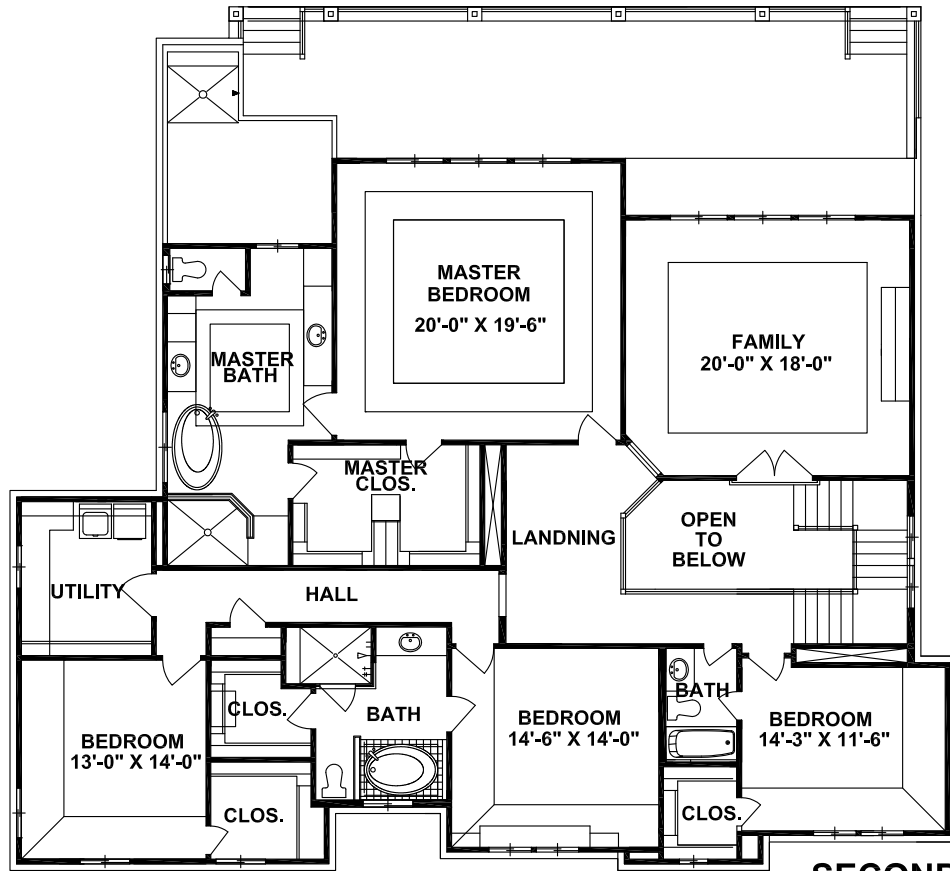 MASTER
BEDROOM
20'-0" X 19'-6"
FAMILY
20'-0" X 18'-0"
MASTER
BATH
MASTER
CLOS.
LANDNING
OPEN
TO
BELOW
UTILITY
HALL
CLOS.
BATH
BATH
BEDROOM
13'-0" X 14'-0"
BEDROOM
14'-6" X 14'-0"
BEDROOM
14'-3" X 11'-6"
CLOS.
CLOS.
SECOND